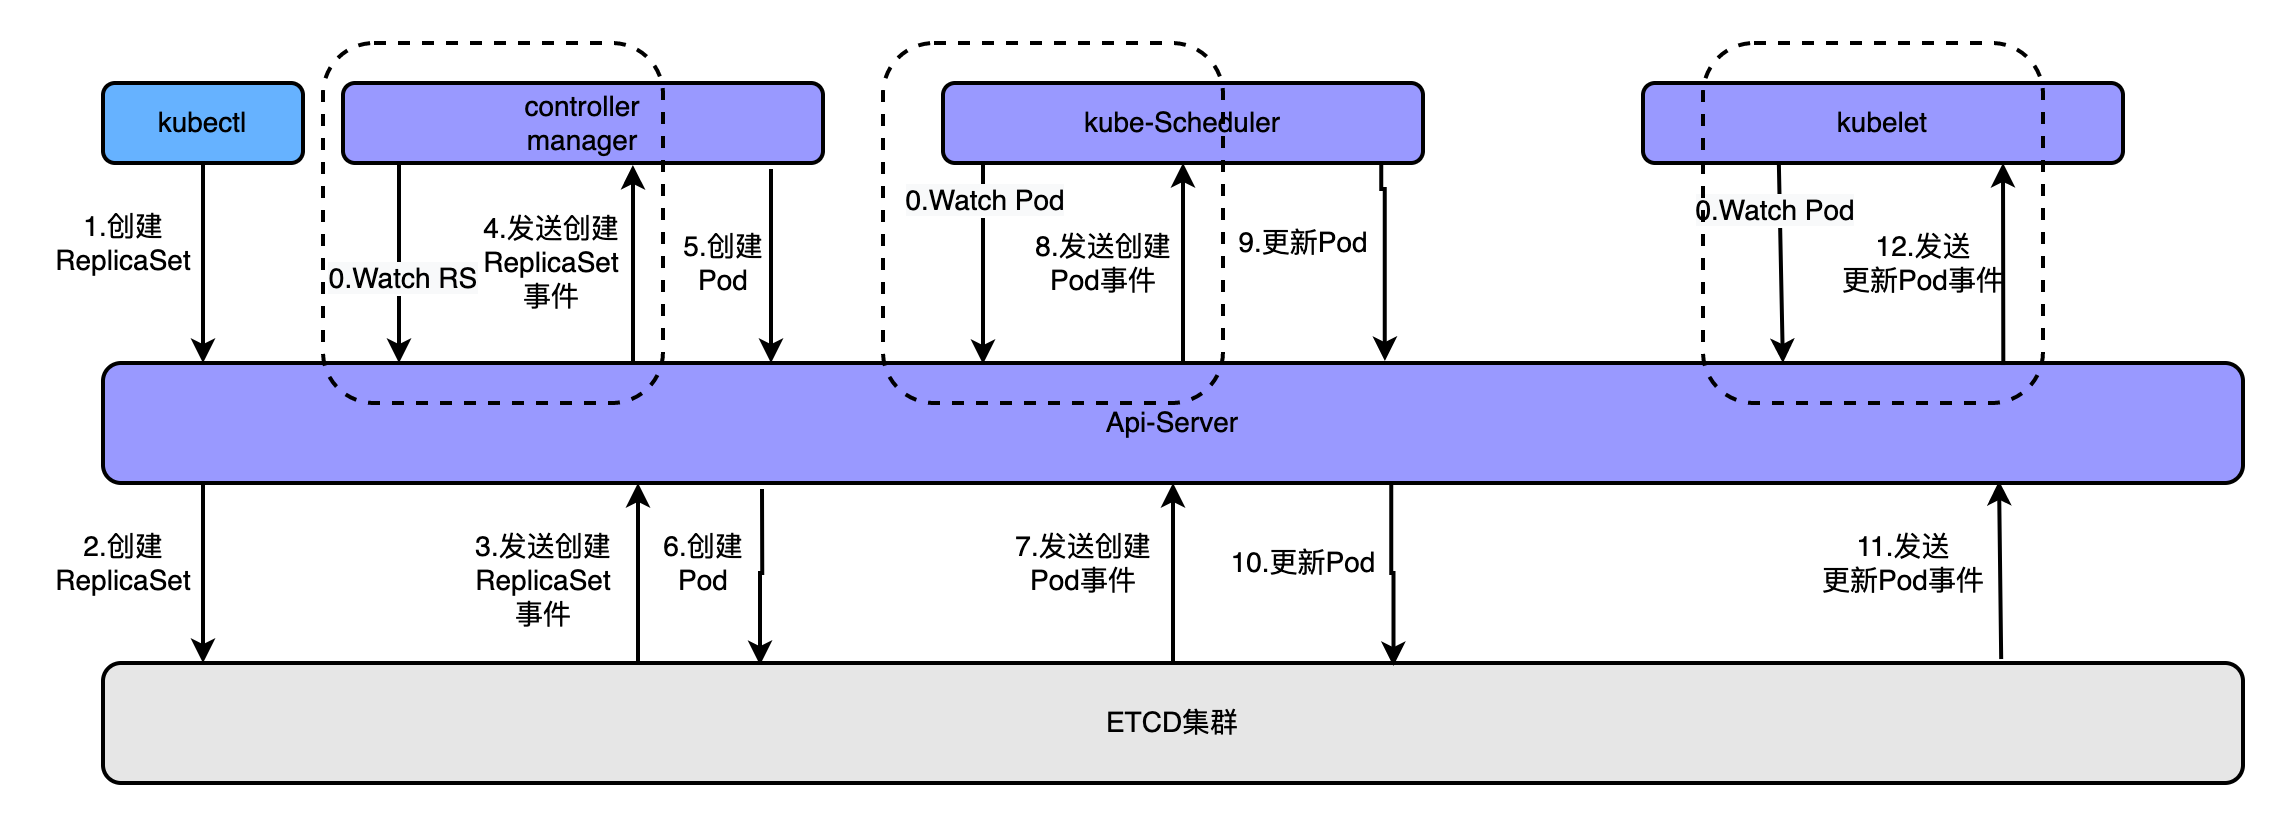 kubectl
controller
manager
kube-Scheduler
kubelet
1.创建
ReplicaSet
0.Watch RS
4.发送创建
ReplicaSet
事件
5.创建
Pod
0.Watch Pod
8.发送创建
Pod事件
9.更新Pod
0.Watch Pod
12.发送
更新Pod事件
Api-Server
2.创建
ReplicaSet
3.发送创建
ReplicaSet
事件
6.创建
Pod
7.发送创建
Pod事件
10.更新Pod
11.发送
更新Pod事件
ETCD集群